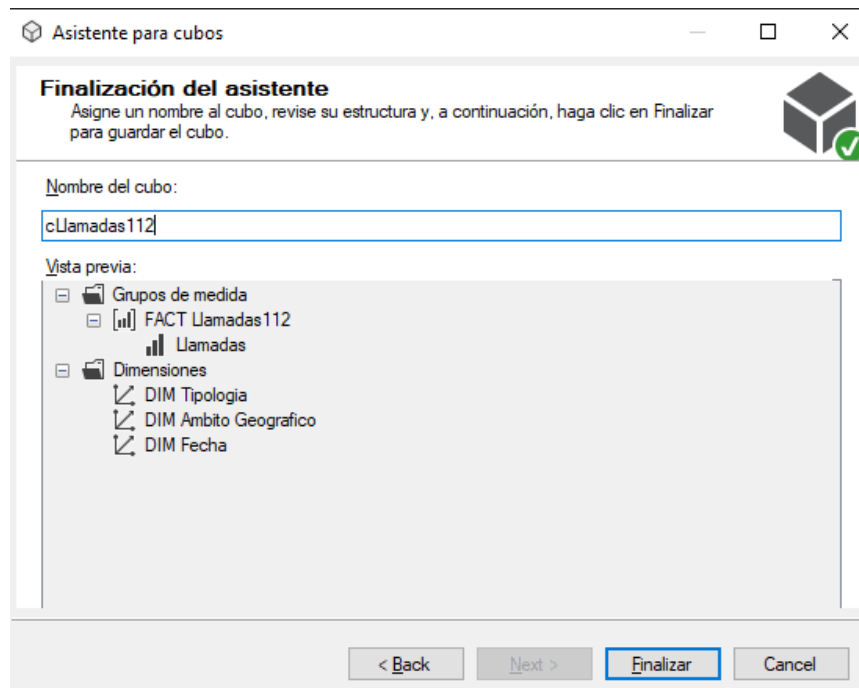 Asistente para cubos
Finalización del asistente
Asigne un nombre al cubo, revise su estructura y, a continuación, haga clic en Finalizar
para guardar el cubo.
Nombre del cubo:
cLlamadas112
Vista previa:
Grupos de medida
FACT Llamadas112
Llamadas
Dimensiones
DIM Tipologia
DIM Ambito Geografico
DIM Fecha
< Back
Next >
Finalizar
Cancel